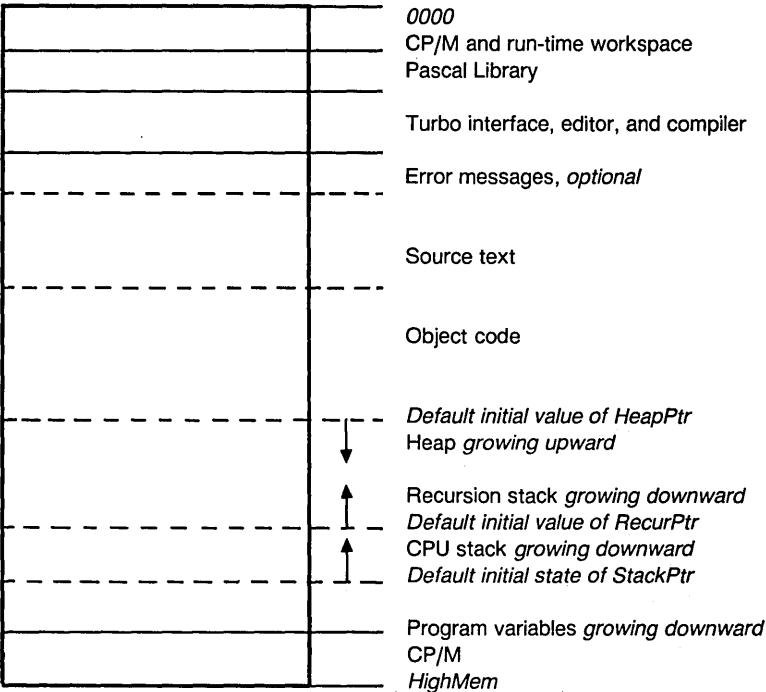 0000
CP/M and run-time workspace
Pascal Library
Turbo interface, editor, and compiler
Error messages, optional
Source text
Object code
Default initial value of HeapPtr
Heap growing upward
Recursion stack growing downward
Default initial value of RecurPtr
CPU stack growing downward
Default initial state of StackPtr
Program variables growing downward
CP/M
HighMem